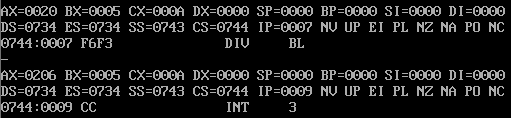 AX=0020 BX=0005 CX=000A DX=0000 SP=0000 BP=0000 SI=0000 DI=0000
DS=0734 ES=0734 SS=0743 CS=0744 IP=0007 NV UP EI PL NZ NA PO NC
0744:0007 F6F3 DIV BL
-
AX=0206 BX=0005 CX=000A DX=0000 SP=0000 BP=0000 SI=0000 DI=0000
DS=0734 ES=0734 SS=0743 CS=0744 IP=0009 NV UP EI PL NZ NA PO NC
0744:0009 CC INT 3